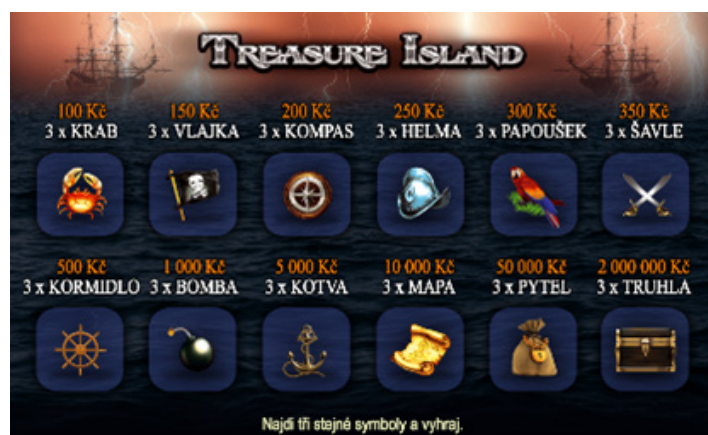 TREASURE ISLAND
100 Kč 150 Kč 200 Kč 250 Kč 300 Kč 350 Kč
3 x KRAB 3 x VLAJKA 3 x KOMPAS 3 x HELMA 3 x PAPOUŠEK 3 x ŠAVLE
500 Kč 1 000 Kč 5 000 Kč 10 000 Kč 50 000 Kč 2 000 000 Kč
3 x KORMIDLO 3 x BOMBA 3 x KOTVA 3 x MAPA 3 x PYTEL 3 x TRUHLA
Najdi tři stejné symboly a vyhraj.